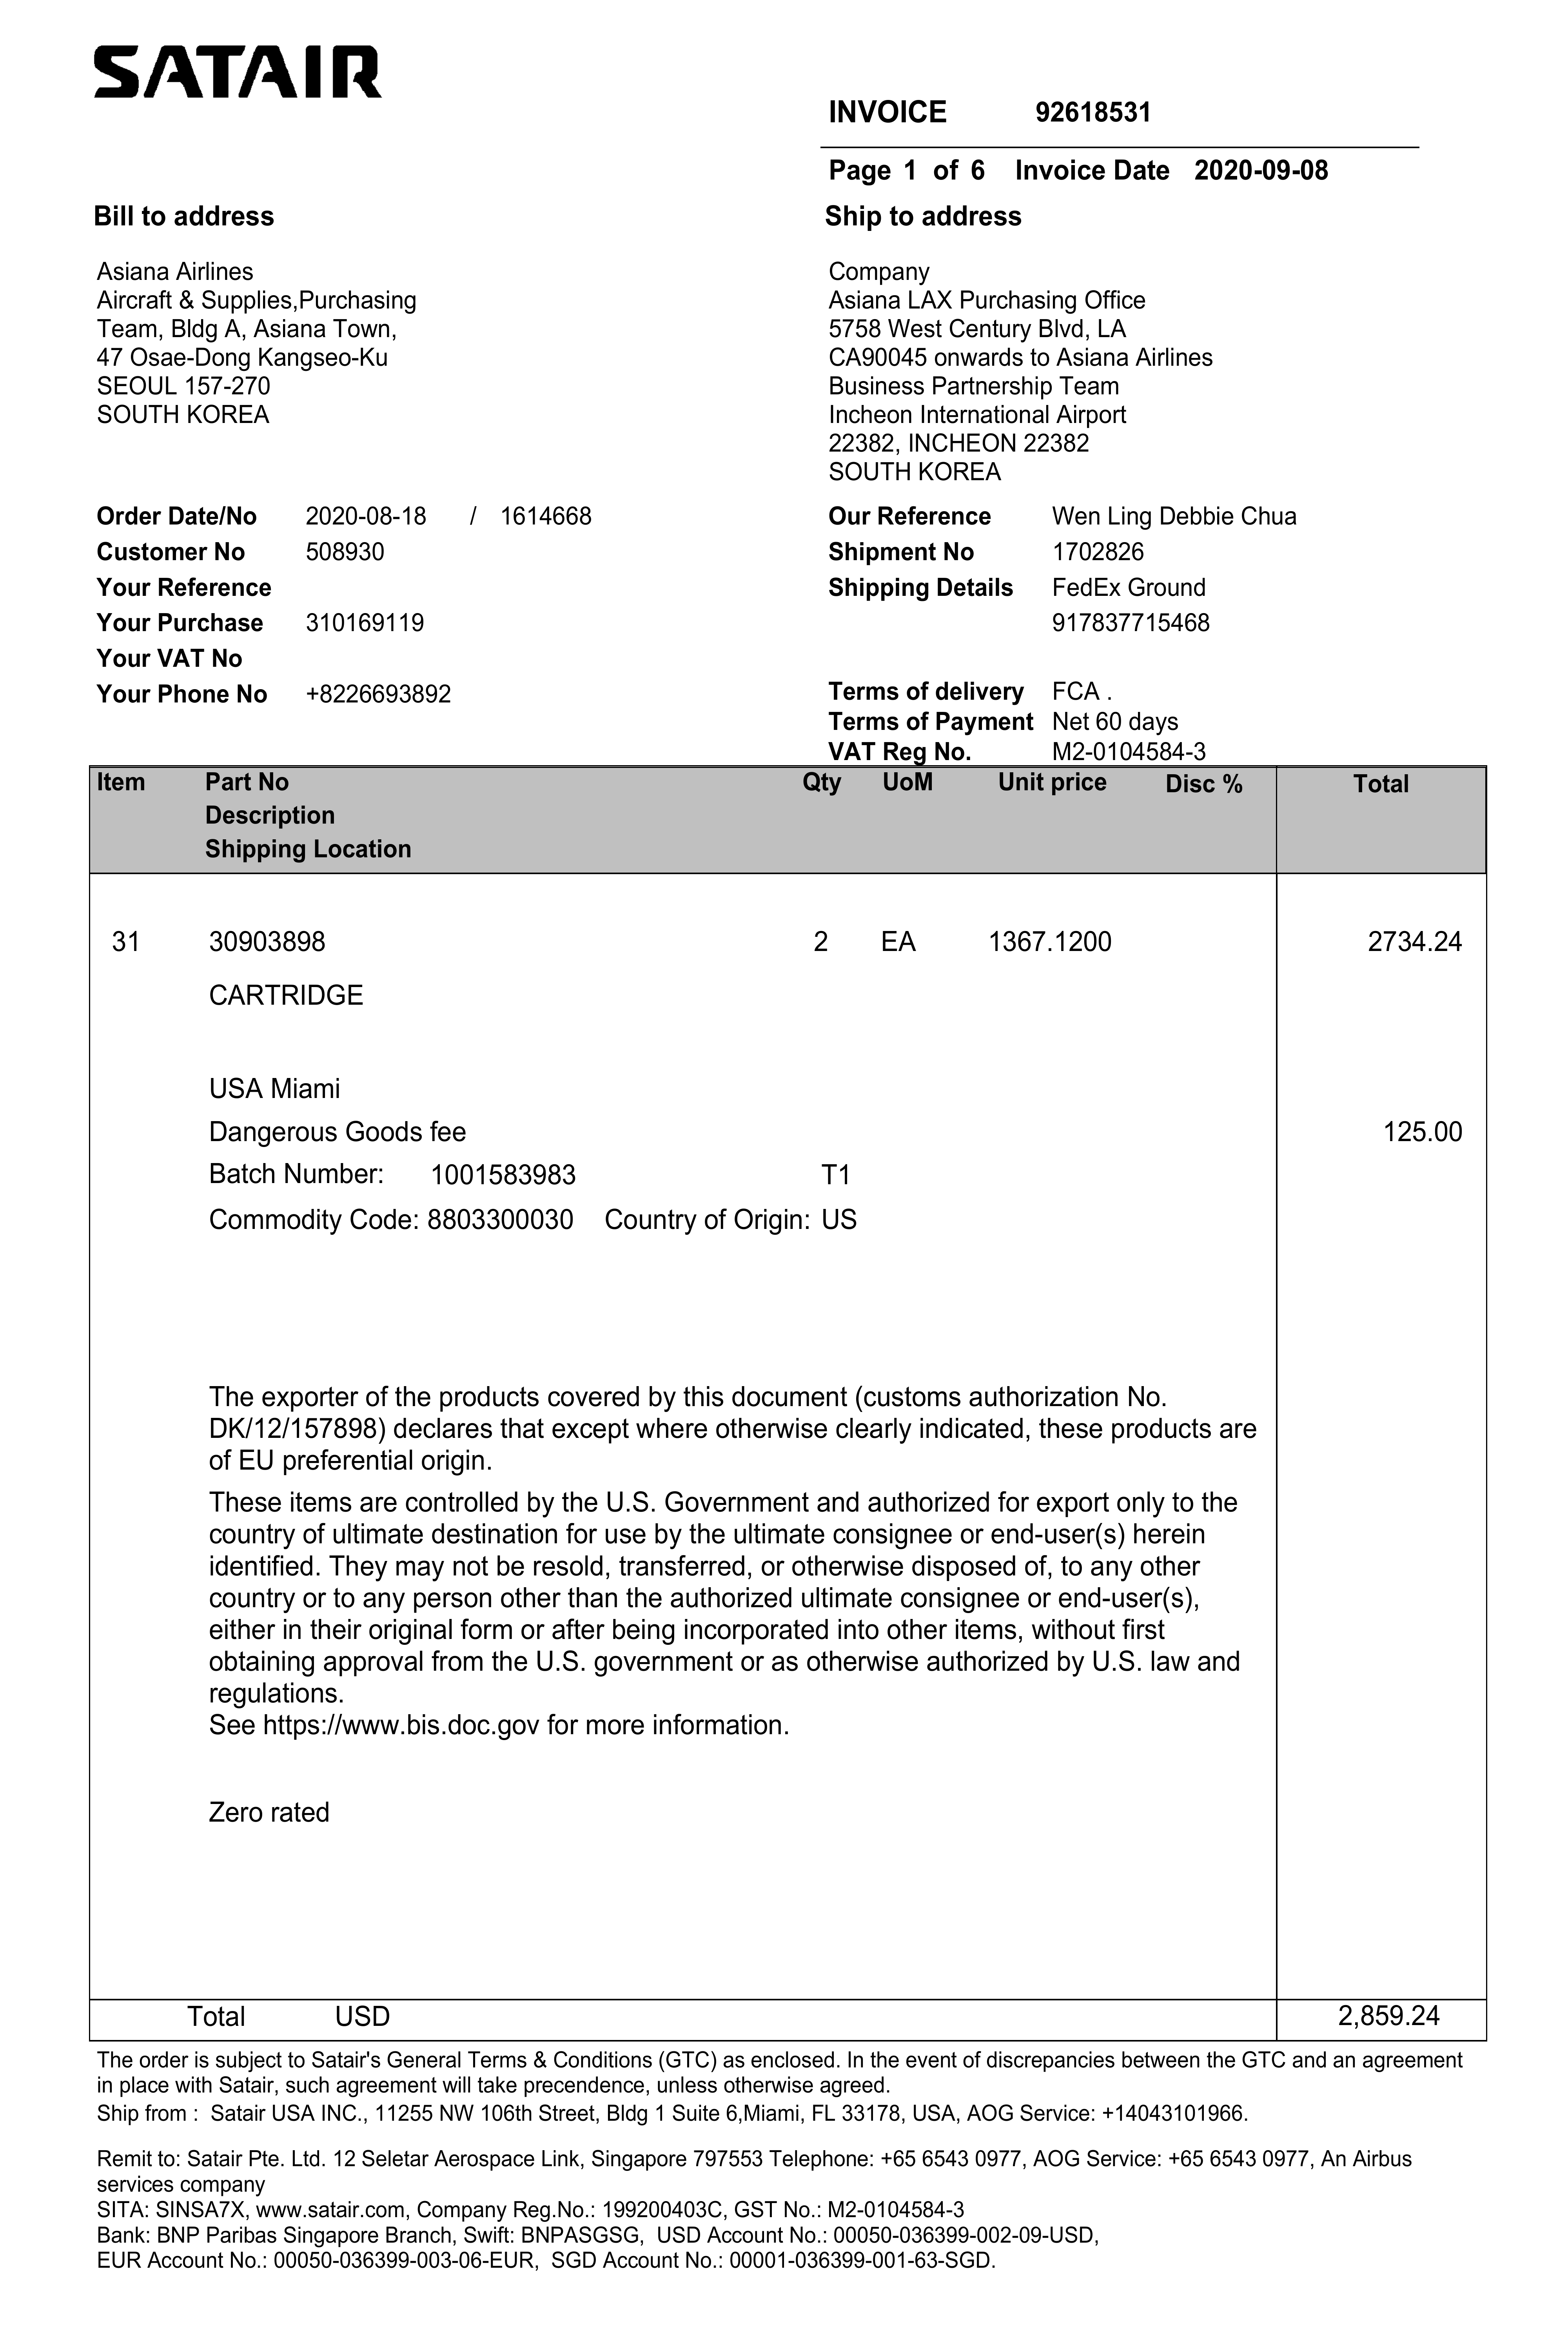 SATAIR
INVOICE 92618531
Page 1 of 6 Invoice Date 2020-09-08
Bill to address
Asiana Airlines
Aircraft & Supplies,Purchasing
Team, Bldg A, Asiana Town,
47 Osae-Dong Kangseo-Ku
SEOUL 157-270
SOUTH KOREA
Ship to address
Company
Asiana LAX Purchasing Office
5758 West Century Blvd, LA
CA90045 onwards to Asiana Airlines
Business Partnership Team
Incheon International Airport
22382, INCHEON 22382
SOUTH KOREA
Order Date/No 2020-08-18 / 1614668
Customer No 508930
Your Reference
Your Purchase 310169119
Your VAT No
Your Phone No +8226693892
Our Reference Wen Ling Debbie Chua
Shipment No 1702826
Shipping Details FedEx Ground
917837715468
Terms of delivery FCA .
Terms of Payment Net 60 days
VAT Reg No. M2-0104584-3
Item Part No Qty UoM Unit price Disc % Total
Description
Shipping Location
31 30903898 2 EA 1367.1200 2734.24
CARTRIDGE
USA Miami
Dangerous Goods fee 125.00
Batch Number: 1001583983 T1
Commodity Code: 8803300030 Country of Origin: US
The exporter of the products covered by this document (customs authorization No.
DK/12/157898) declares that except where otherwise clearly indicated, these products are
of EU preferential origin.
These items are controlled by the U.S. Government and authorized for export only to the
country of ultimate destination for use by the ultimate consignee or end-user(s) herein
identified. They may not be resold, transferred, or otherwise disposed of, to any other
country or to any person other than the authorized ultimate consignee or end-user(s),
either in their original form or after being incorporated into other items, without first
obtaining approval from the U.S. government or as otherwise authorized by U.S. law and
regulations.
See https://www.bis.doc.gov for more information.
Zero rated
Total USD 2,859.24
The order is subject to Satair's General Terms & Conditions (GTC) as enclosed. In the event of discrepancies between the GTC and an agreement
in place with Satair, such agreement will take precendence, unless otherwise agreed.
Ship from : Satair USA INC., 11255 NW 106th Street, Bldg 1 Suite 6,Miami, FL 33178, USA, AOG Service: +14043101966.
Remit to: Satair Pte. Ltd. 12 Seletar Aerospace Link, Singapore 797553 Telephone: +65 6543 0977, AOG Service: +65 6543 0977, An Airbus
services company
SITA: SINSA7X, www.satair.com, Company Reg.No.: 199200403C, GST No.: M2-0104584-3
Bank: BNP Paribas Singapore Branch, Swift: BNPASGSG, USD Account No.: 00050-036399-002-09-USD,
EUR Account No.: 00050-036399-003-06-EUR, SGD Account No.: 00001-036399-001-63-SGD.